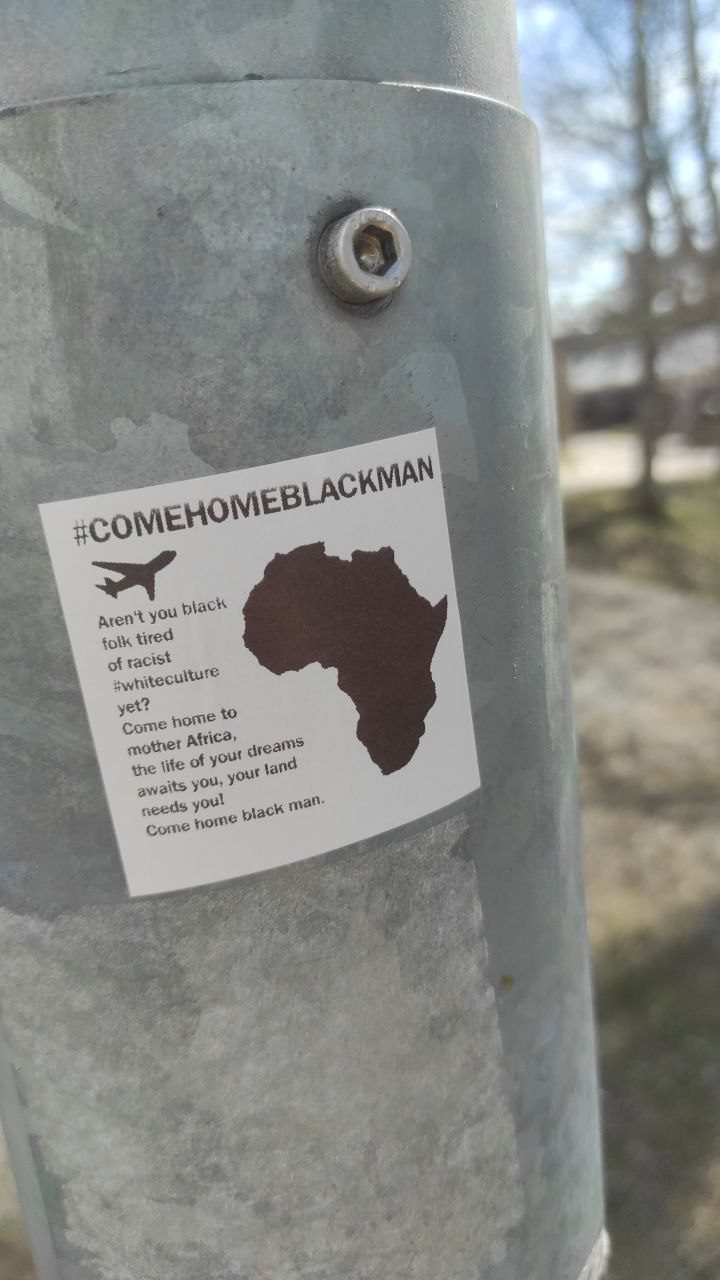 #COMEHOMEBLACKMAN
Aren't you black
folk tired
of racist
#whiteculture
yet?
Come home to
mother Africa,
the life of your dreams
awaits you, your land
needs you!
Come home black man.